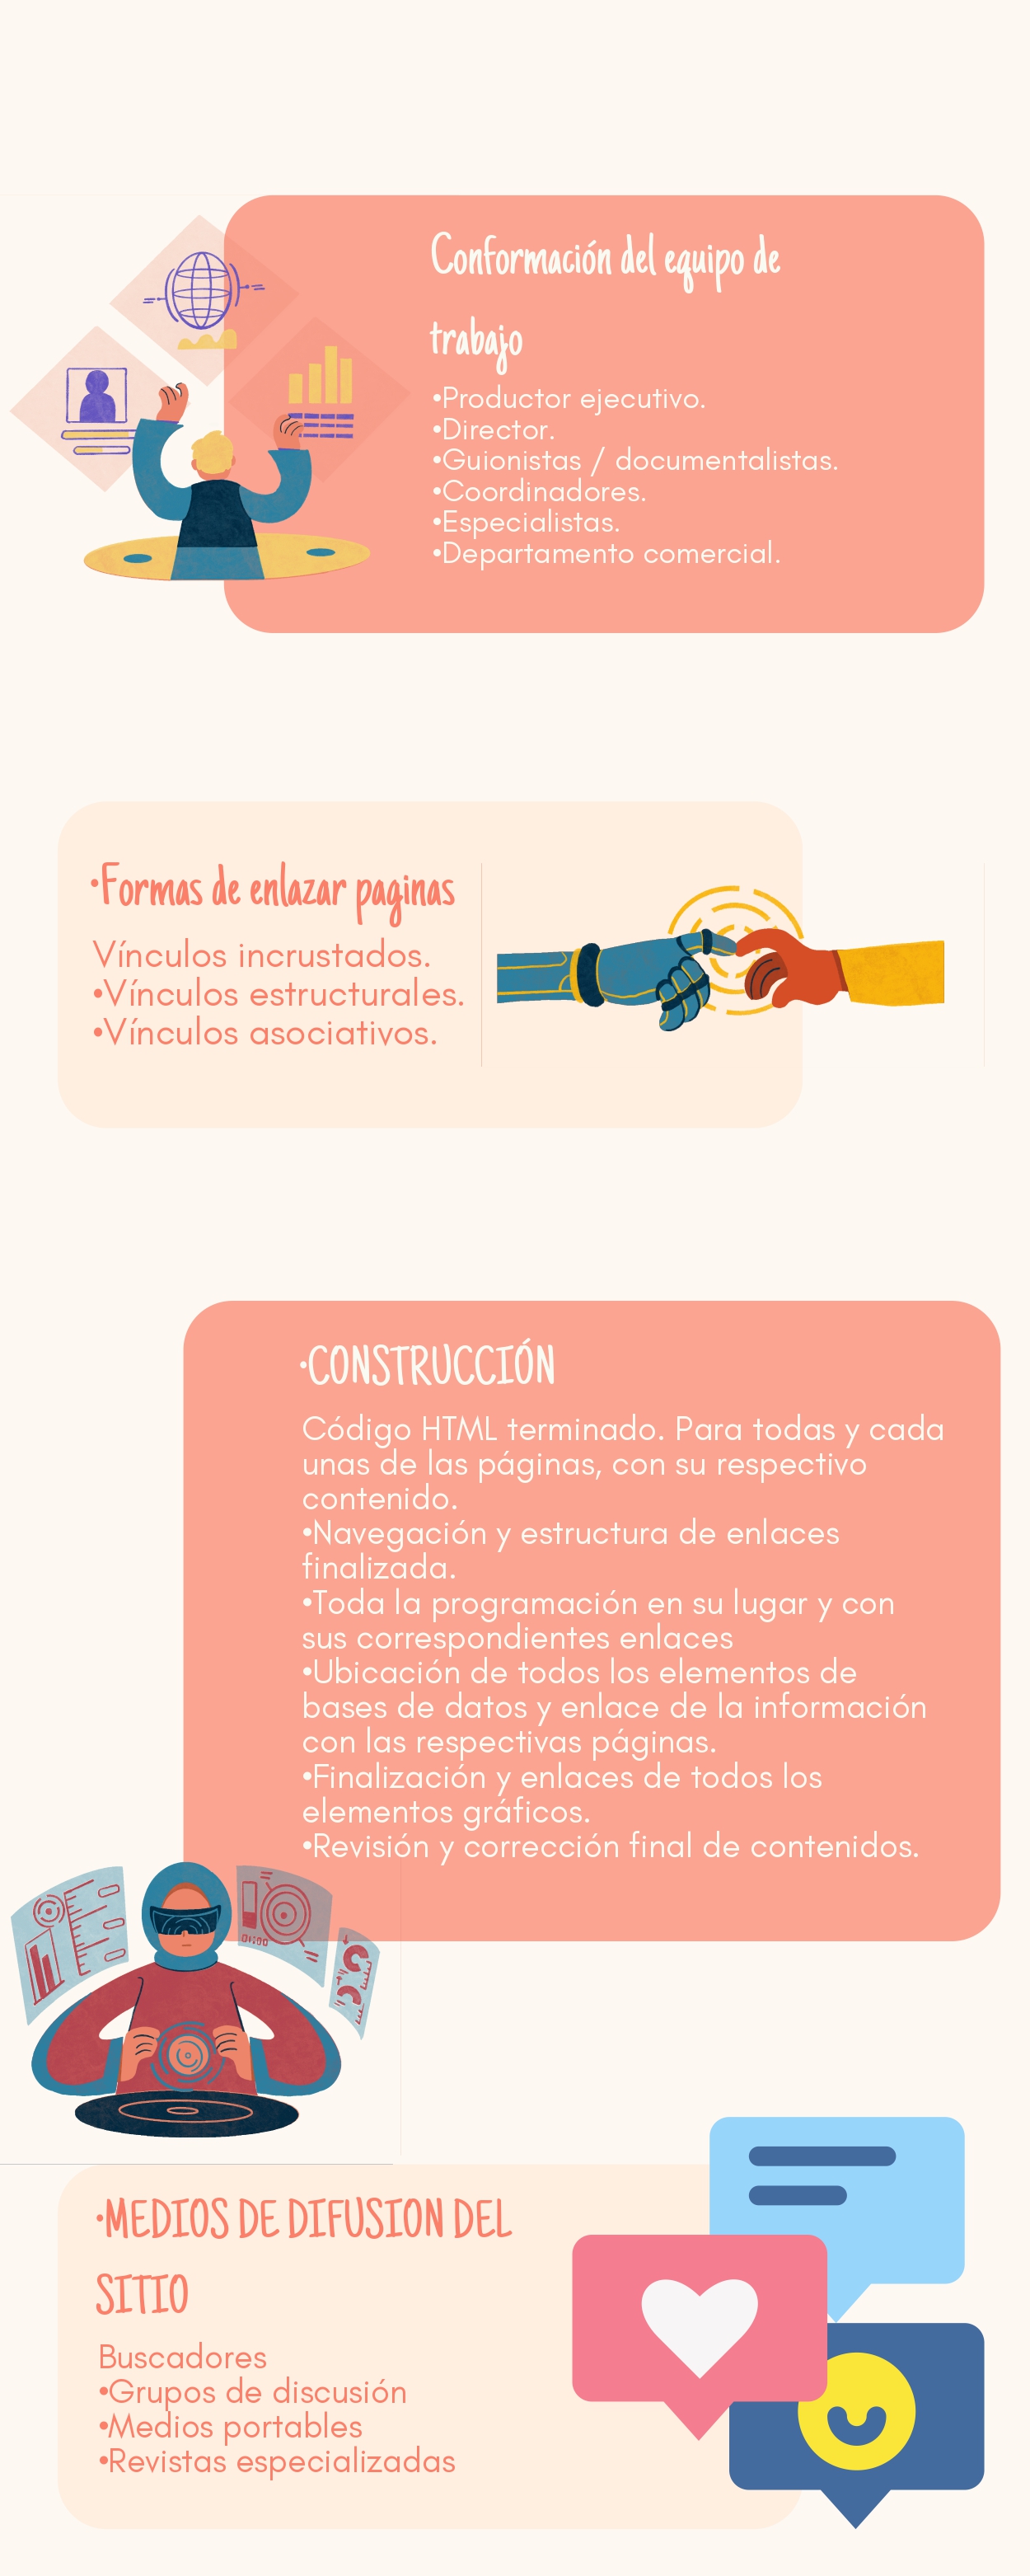 Conformación del equipo de
trabajo
•Productor ejecutivo.
•Director.
•Guionistas / documentalistas.
•Coordinadores.
•Especialistas.
•Departamento comercial.
•Formas de enlazar paginas
Vínculos incrustados.
•Vínculos estructurales.
•Vínculos asociativos.
•CONSTRUCCIÓN
Código HTML terminado. Para todas y cada
unas de las páginas, con su respectivo
contenido.
•Navegación y estructura de enlaces
finalizada.
•Toda la programación en su lugar y con
sus correspondientes enlaces
•Ubicación de todos los elementos de
bases de datos y enlace de la información
con las respectivas páginas.
•Finalización y enlaces de todos los
elementos gráficos.
•Revisión y corrección final de contenidos.
01:00
•MEDIOS DE DIFUSION DEL
SITIO
Buscadores
•Grupos de discusión
•Medios portables
•Revistas especializadas